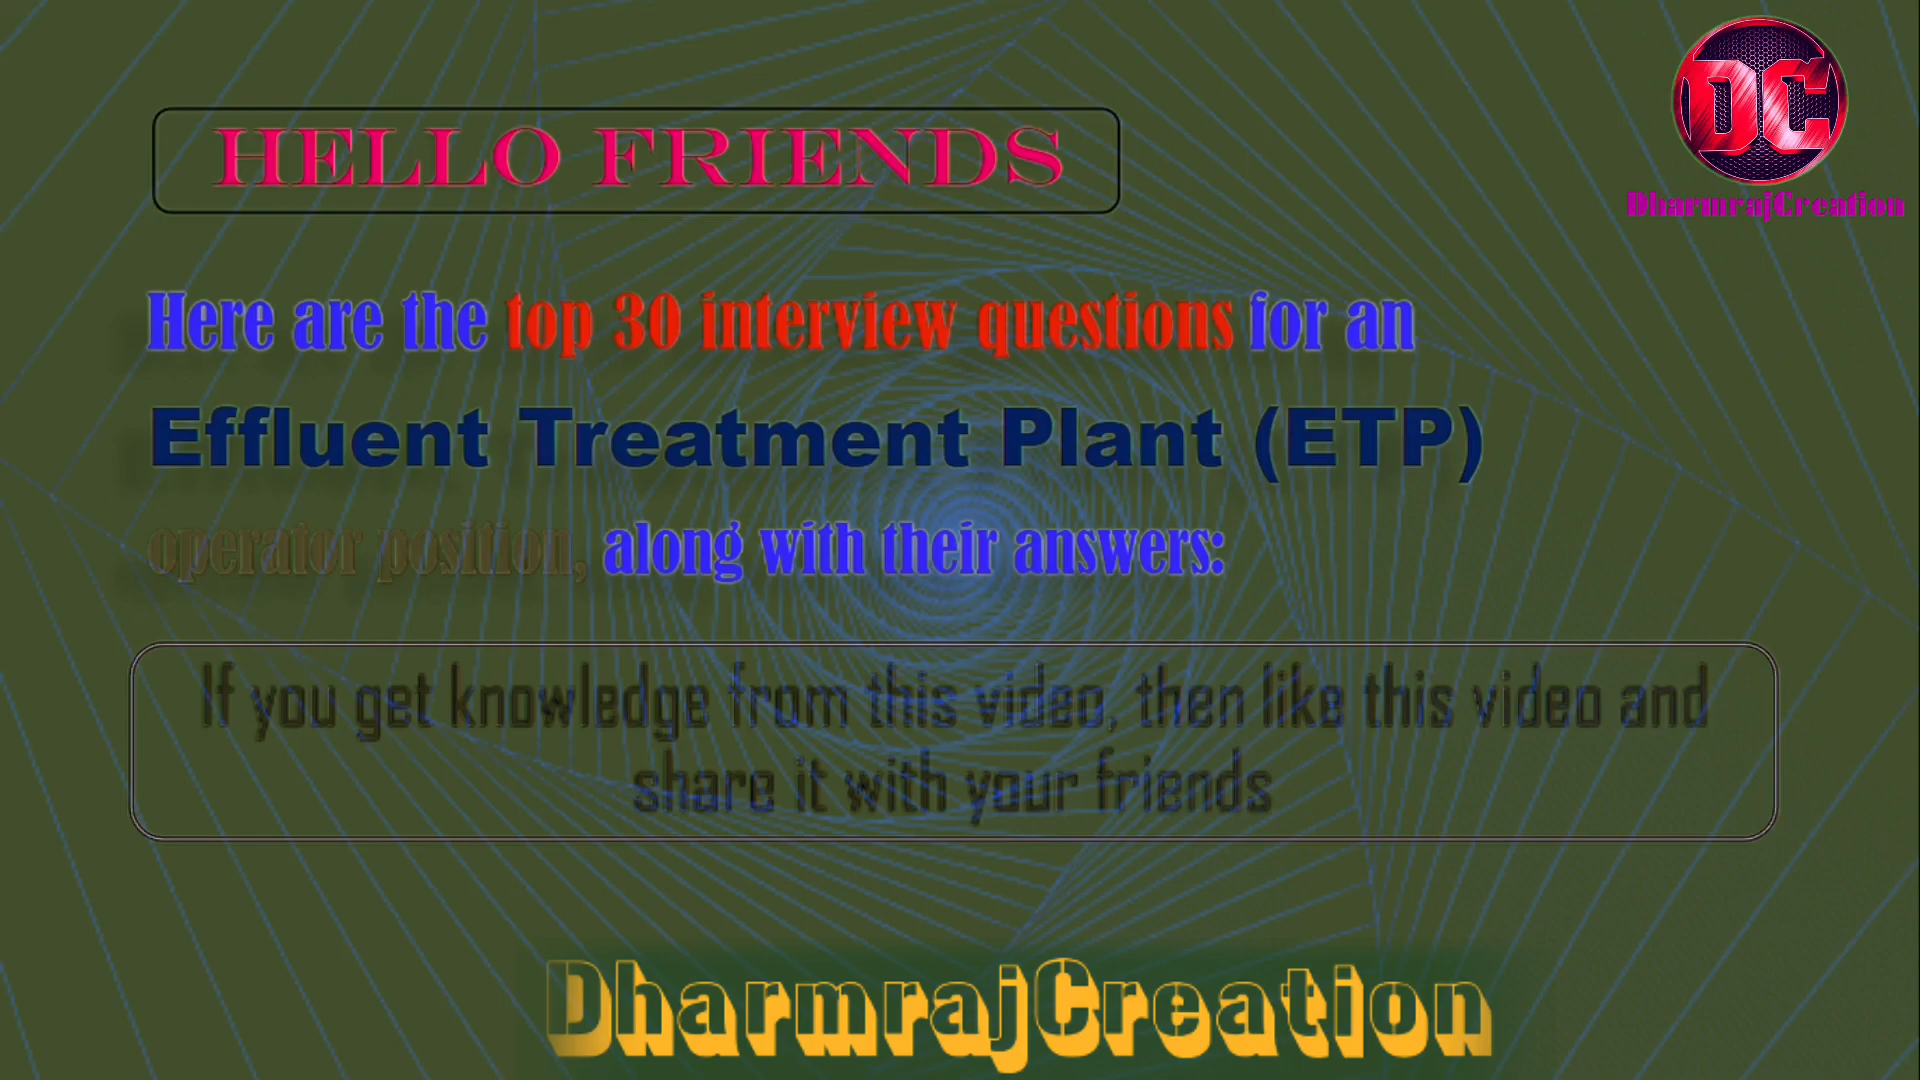 HELLO FRIENDS
DC
DharmrajCreation
Here are the top 30 interview questions for an
Effluent Treatment Plant (ETP)
operator position, along with their answers:
If you get knowledge from this video, then like this video and
share it with your friends
DharmrajCreation